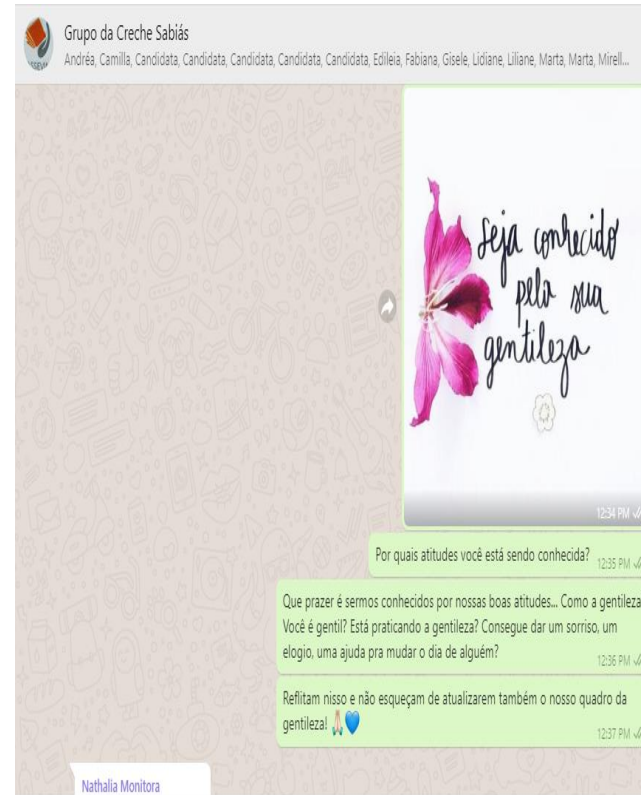 Grupo da Creche Sabiás
Andréa, Camilla, Candidata, Candidata, Candidata, Candidata, Candidata, Edileia, Fabiana, Gisele, Lidiane, Liliane, Marta, Marta, Mirell...
seja conhecido
pela sua
gentileza
12:34 PM
Por quais atitudes você está sendo conhecida?
12:35 PM
Que prazer é sermos conhecidos por nossas boas atitudes... Como a gentileza
Você é gentil? Está praticando a gentileza? Consegue dar um sorriso, um
elogio, uma ajuda pra mudar o dia de alguém?
12:36 PM
Reflitam nisso e não esqueçam de atualizarem também o nosso quadro da
gentileza! 🙏🏻💙
12:37 PM
Nathalia Monitora